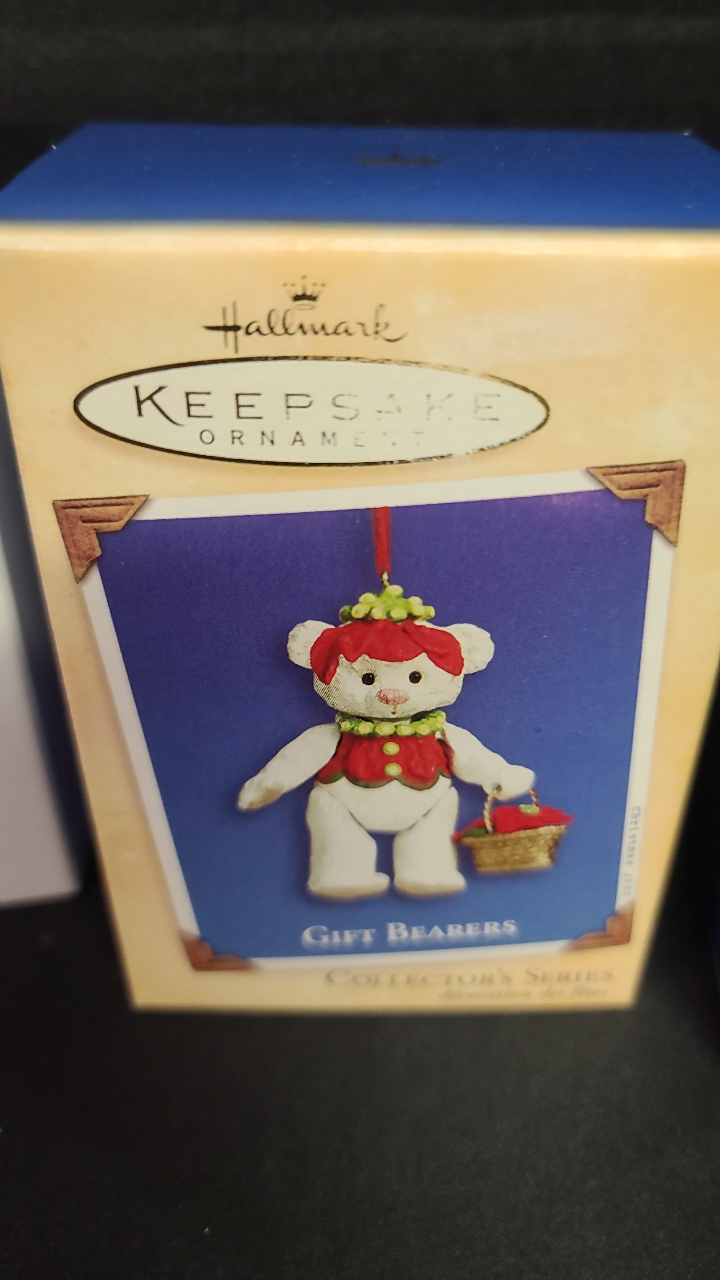 Hallmark
KEEPSAKE
ORNAMENT
GIFT BEARERS
COLLECTOR'S SERIES
décoration des fêtes